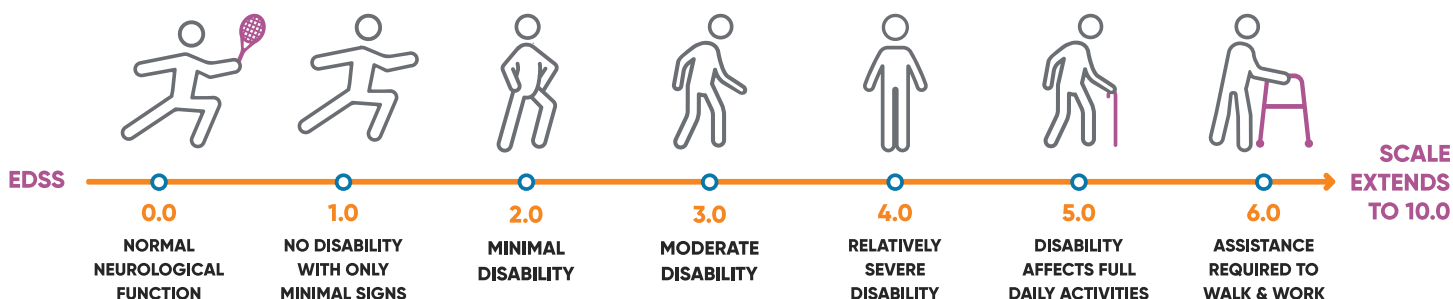 EDSS
0.0
NORMAL
NEUROLOGICAL
FUNCTION
1.0
NO DISABILITY
WITH ONLY
MINIMAL SIGNS
2.0
MINIMAL
DISABILITY
3.0
MODERATE
DISABILITY
4.0
RELATIVELY
SEVERE
DISABILITY
5.0
DISABILITY
AFFECTS FULL
DAILY ACTIVITIES
6.0
ASSISTANCE
REQUIRED TO
WALK & WORK
SCALE
EXTENDS
TO 10.0